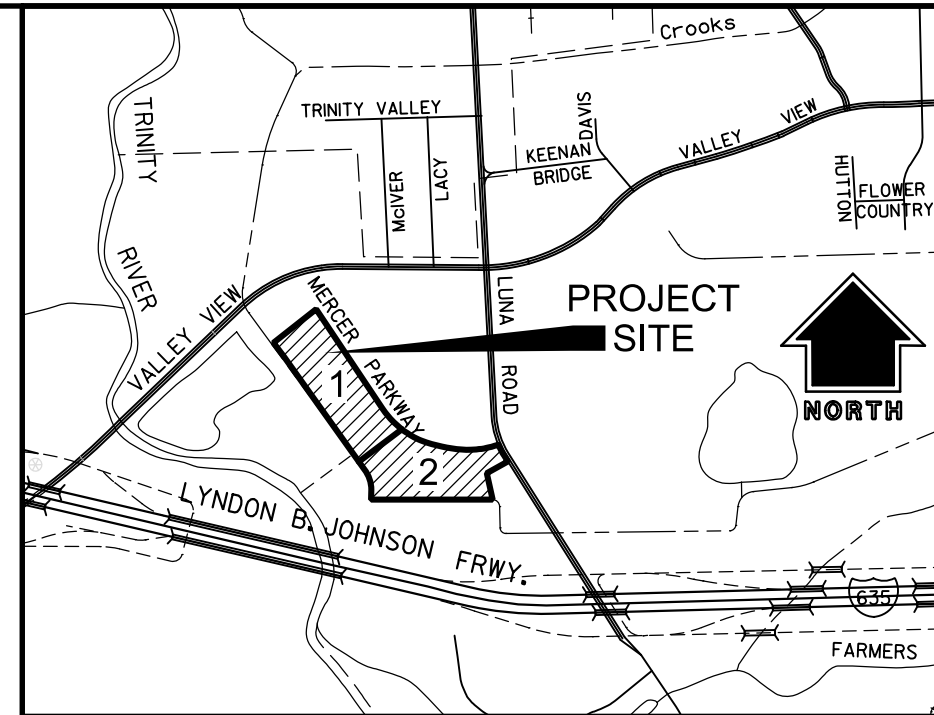 Crooks
TRINITY VALLEY
TRINITY
RIVER
McIVER
LACY
KEENAN
BRIDGE
DAVIS
VALLEY VIEW
HUTTON
FLOWER
COUNTRY
VALLEY VIEW
MERCER
PARKWAY
LUNA
ROAD
PROJECT
SITE
1
2
NORTH
LYNDON B. JOHNSON FRWY.
635
FARMERS